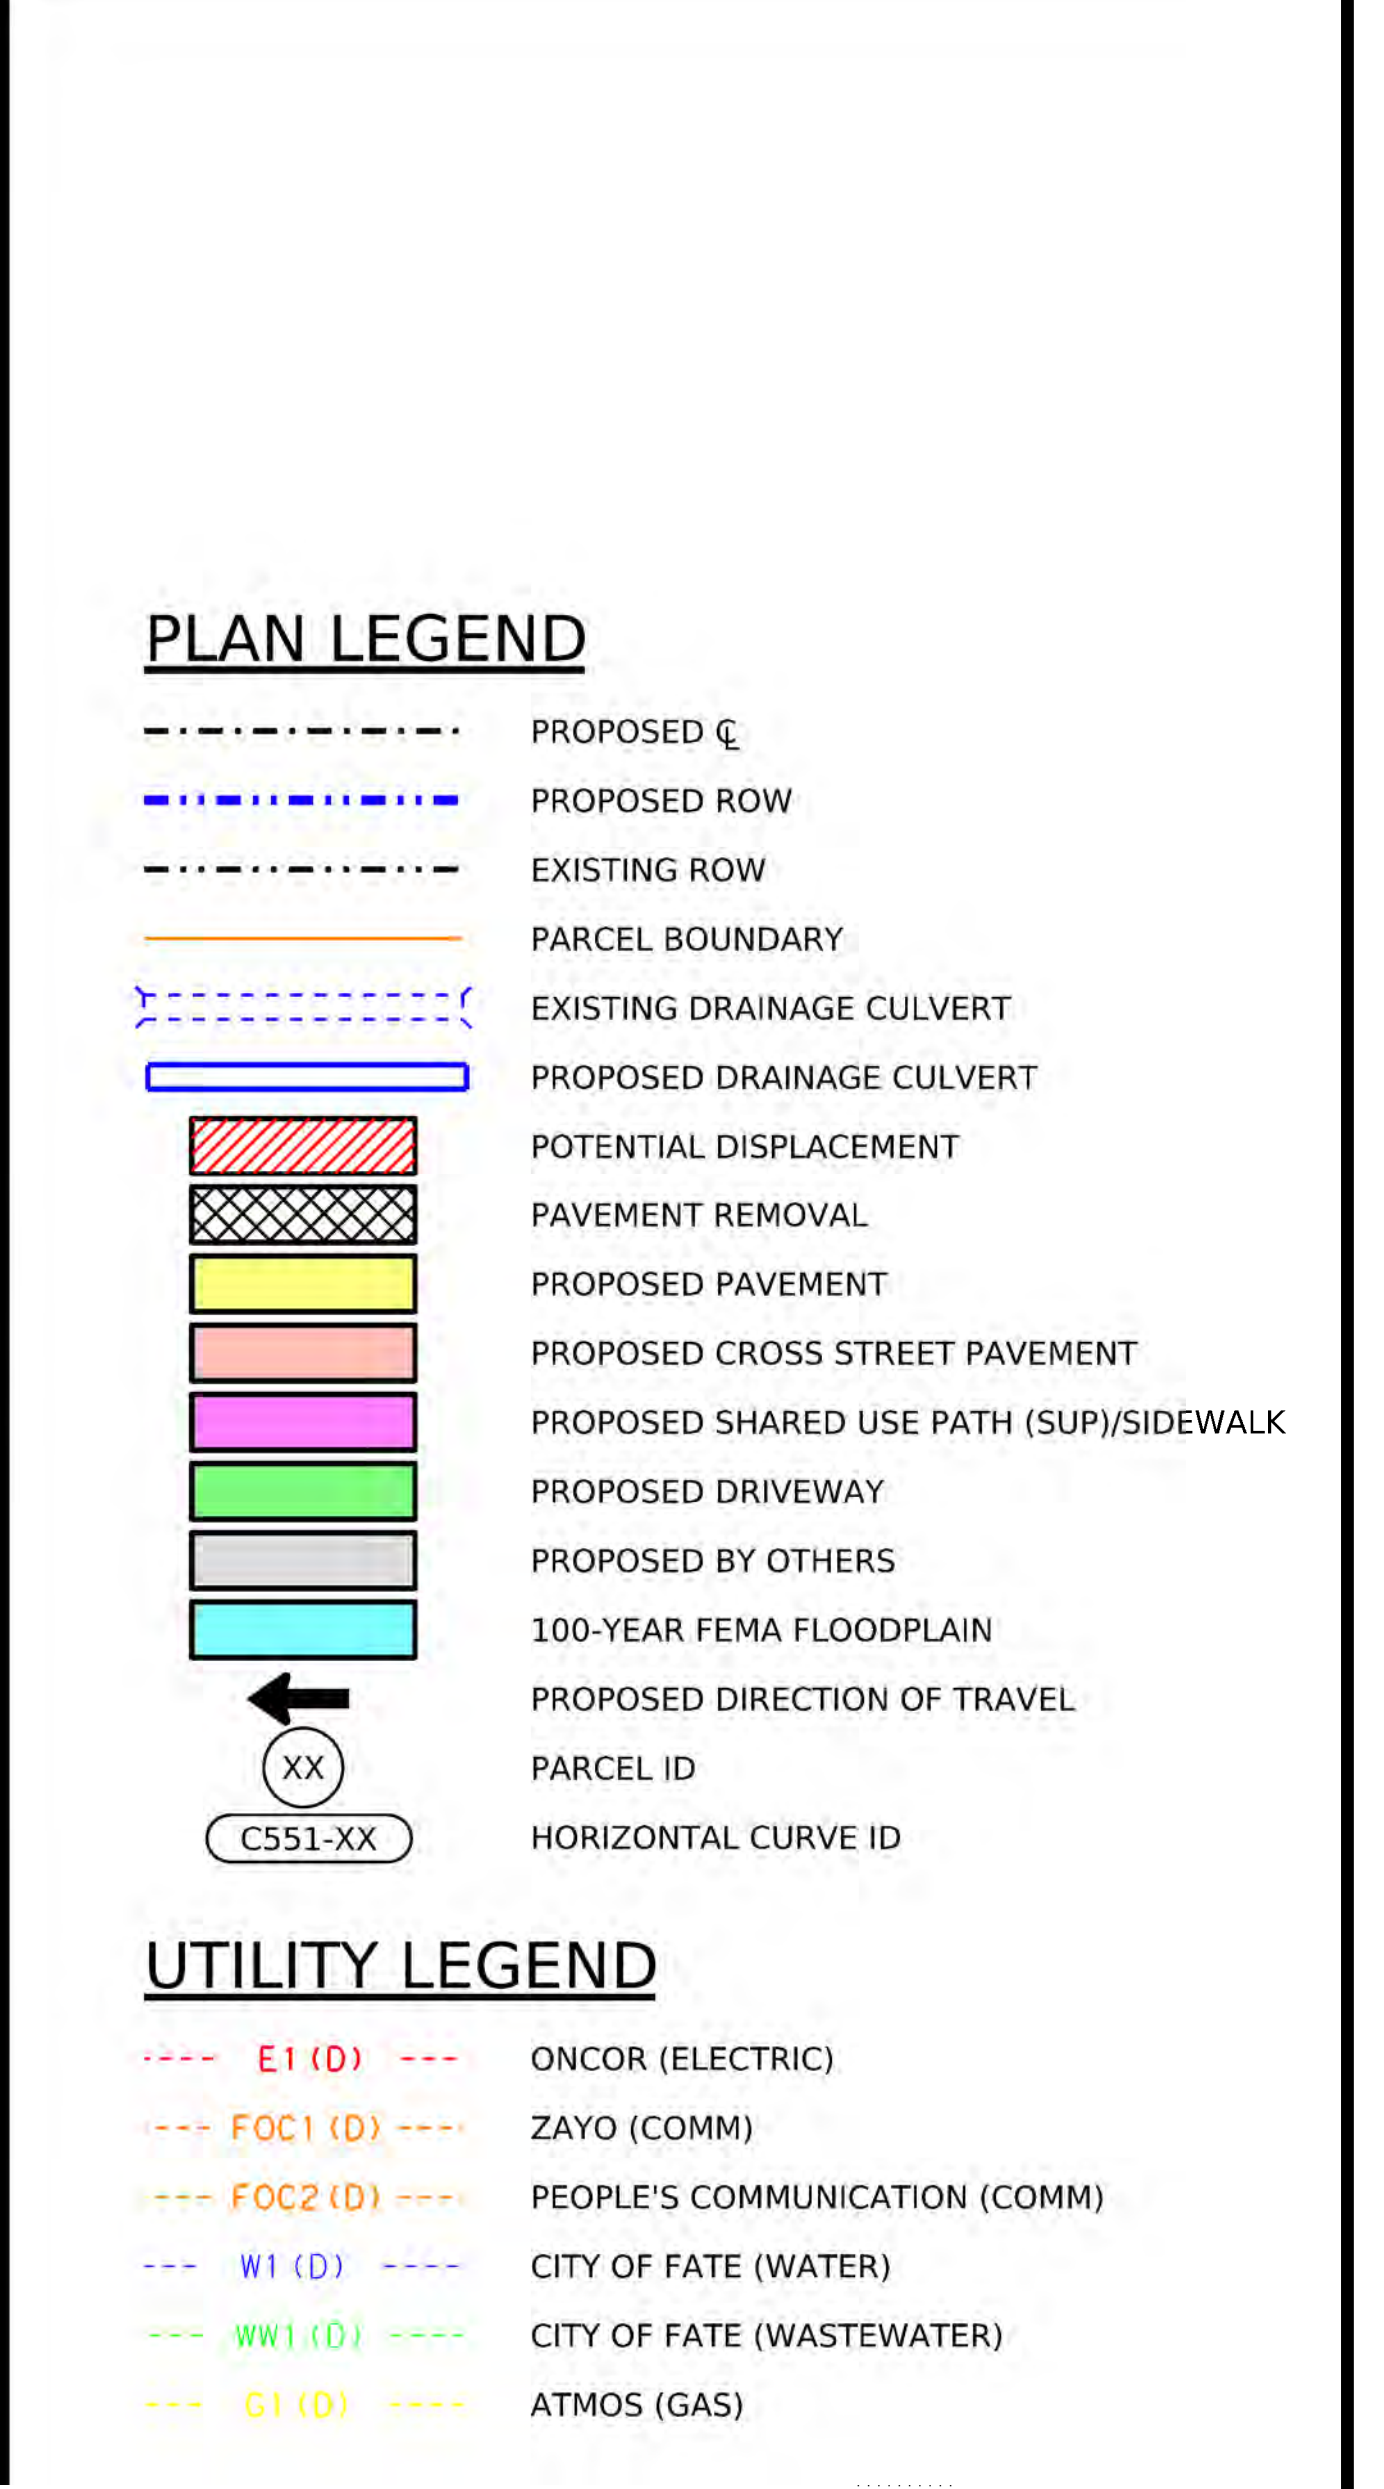 PLAN LEGEND
PROPOSED ℄
PROPOSED ROW
EXISTING ROW
PARCEL BOUNDARY
EXISTING DRAINAGE CULVERT
PROPOSED DRAINAGE CULVERT
POTENTIAL DISPLACEMENT
PAVEMENT REMOVAL
PROPOSED PAVEMENT
PROPOSED CROSS STREET PAVEMENT
PROPOSED SHARED USE PATH (SUP)/SIDEWALK
PROPOSED DRIVEWAY
PROPOSED BY OTHERS
100-YEAR FEMA FLOODPLAIN
PROPOSED DIRECTION OF TRAVEL
XX PARCEL ID
C551-XX HORIZONTAL CURVE ID
UTILITY LEGEND
E1(D) ONCOR (ELECTRIC)
FOC1(D) ZAYO (COMM)
FOC2(D) PEOPLE'S COMMUNICATION (COMM)
W1(D) CITY OF FATE (WATER)
WW1(D) CITY OF FATE (WASTEWATER)
G1(D) ATMOS (GAS)